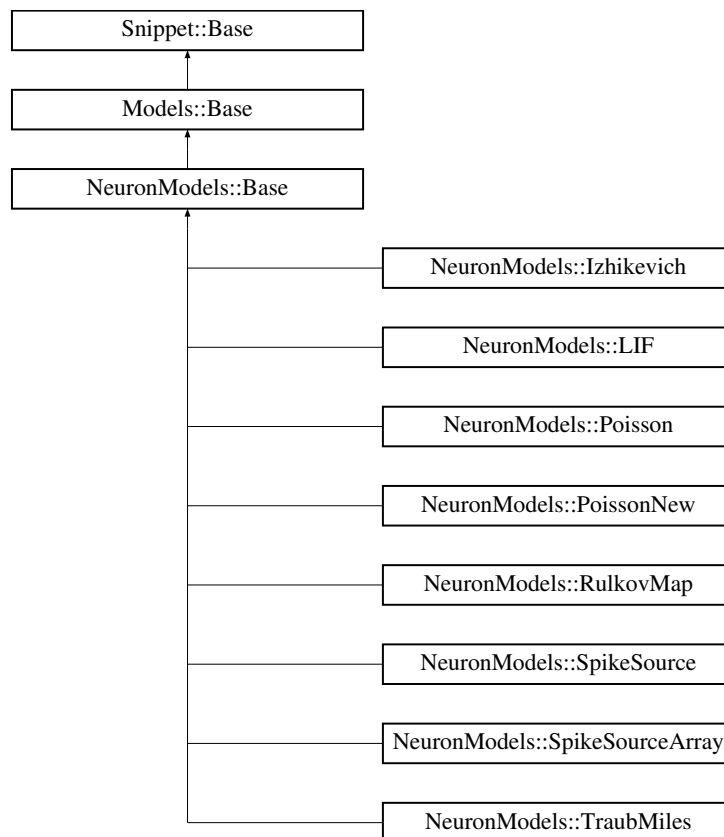 Snippet::Base
Models::Base
NeuronModels::Base
NeuronModels::Izhikevich
NeuronModels::LIF
NeuronModels::Poisson
NeuronModels::PoissonNew
NeuronModels::RulkovMap
NeuronModels::SpikeSource
NeuronModels::SpikeSourceArray
NeuronModels::TraubMiles